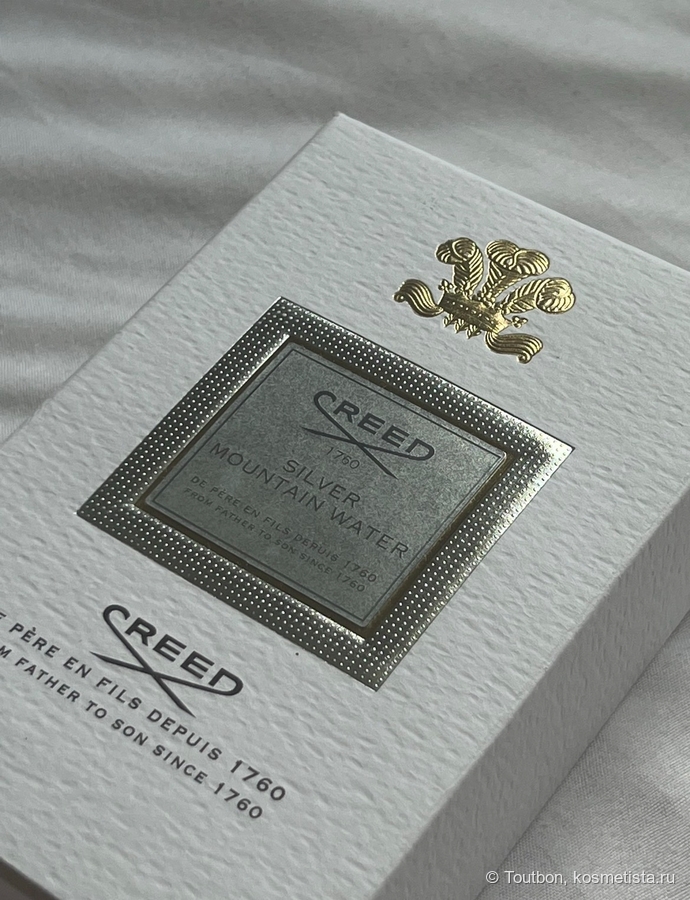 CREED
1760
SILVER
MOUNTAIN WATER
DE PÈRE EN FILS DEPUIS 1760
FROM FATHER TO SON SINCE 1760
CREED
PÈRE EN FILS DEPUIS 1760
FATHER TO SON SINCE 1760
© Toutbon, kosmetista.ru